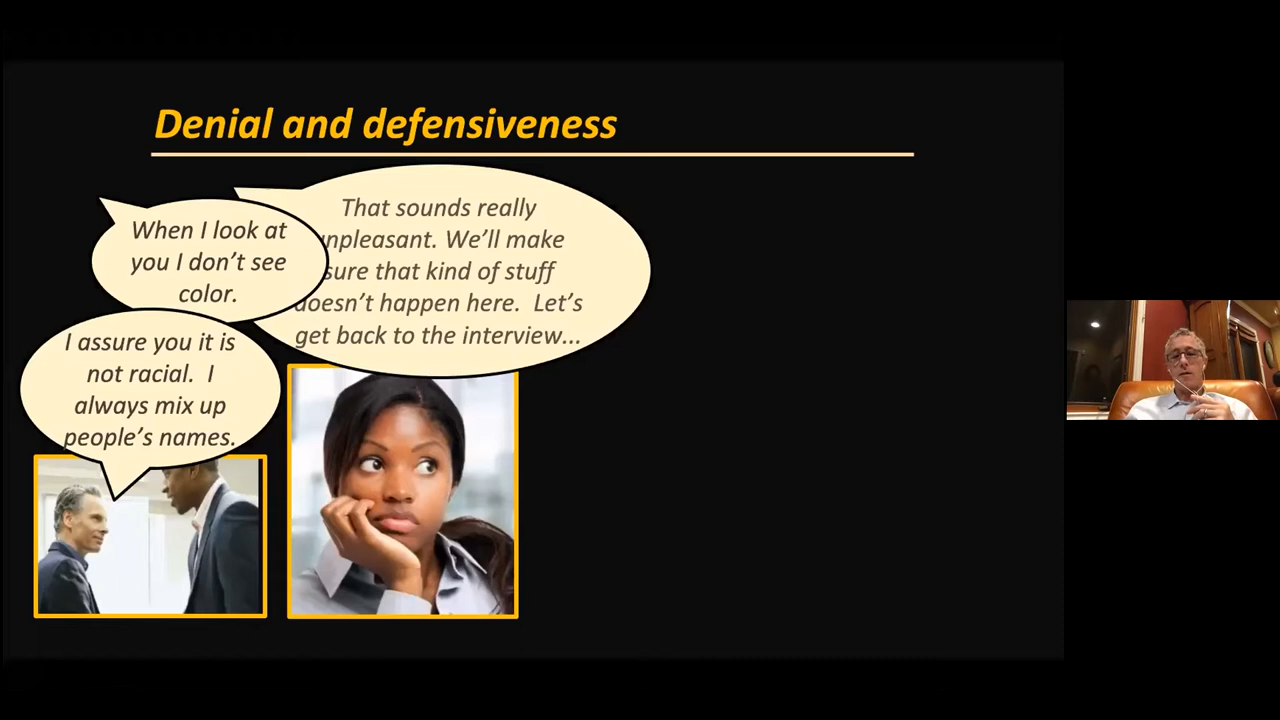 Denial and defensiveness
When I look at
you I don't see
color.
That sounds really
unpleasant. We'll make
sure that kind of stuff
doesn't happen here. Let's
get back to the interview...
I assure you it is
not racial. I
always mix up
people's names.